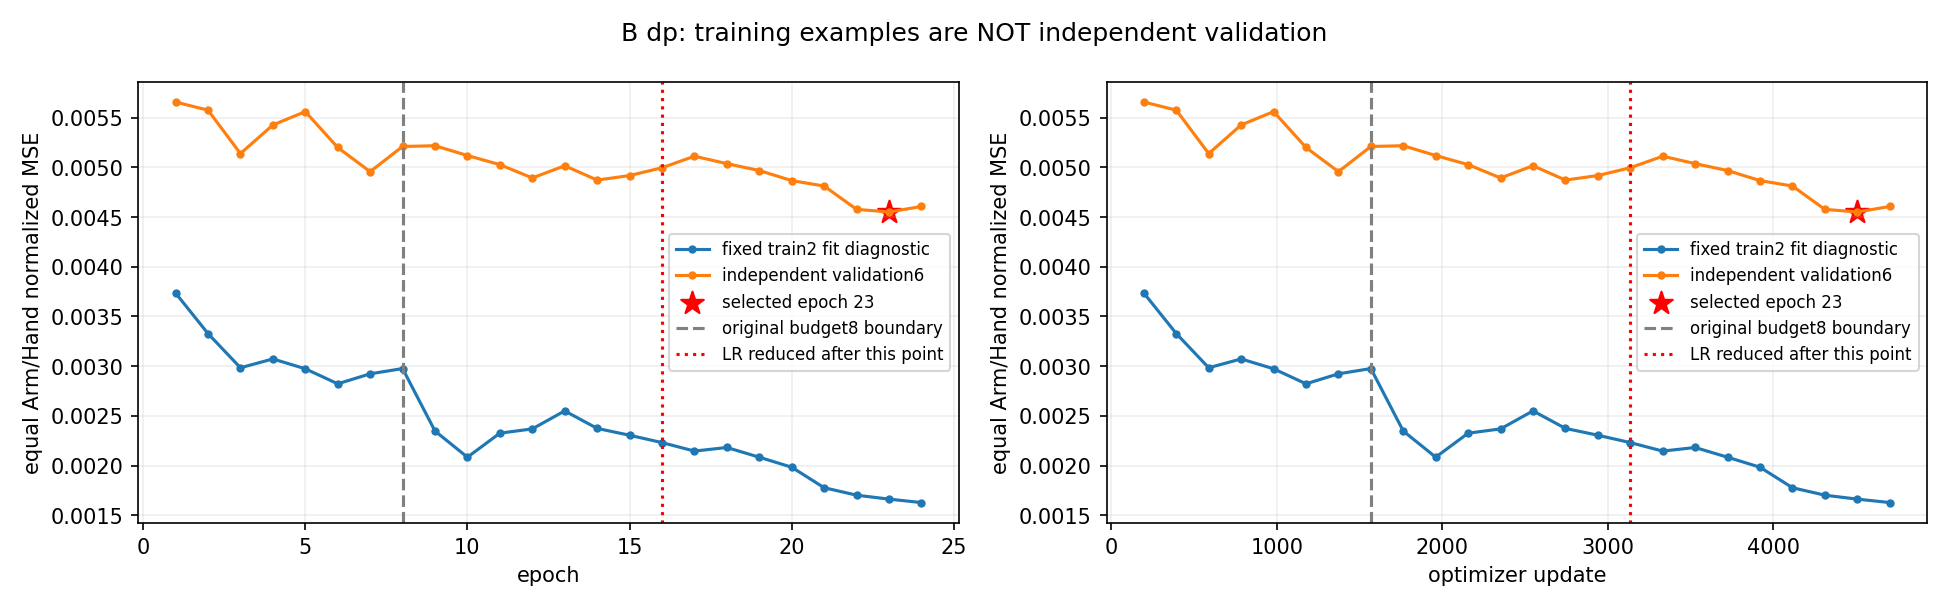 B dp: training examples are NOT independent validation
equal Arm/Hand normalized MSE
0.0055
0.0050
0.0045
0.0040
0.0035
0.0030
0.0025
0.0020
0.0015
fixed train2 fit diagnostic
independent validation6
selected epoch 23
original budget8 boundary
LR reduced after this point
0 5 10 15 20 25
epoch
equal Arm/Hand normalized MSE
0.0055
0.0050
0.0045
0.0040
0.0035
0.0030
0.0025
0.0020
0.0015
fixed train2 fit diagnostic
independent validation6
selected epoch 23
original budget8 boundary
LR reduced after this point
0 1000 2000 3000 4000
optimizer update